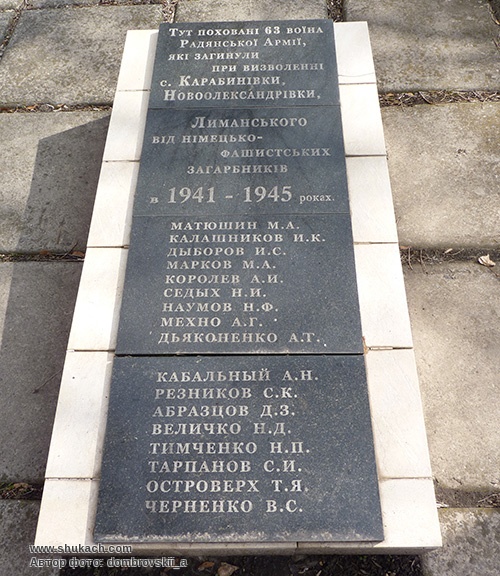 Тут поховані 63 воїна
Радянської Армії,
які загинули
при визволенні
с. Карабинівки,
Новоолександрівки,
Лиманського
від німецько-
фашистських
загарбників
в 1941 - 1945 роках.
МАТЮШИН М.А.
КАЛАШНИКОВ И.К.
ДЫБОРОВ И.С.
МАРКОВ М.А.
КОРОЛЕВ А.И.
СЕДЫХ Н.И.
НАУМОВ Н.Ф.
МЕХНО А.Г.
ДЬЯКОНЕНКО А.Т.
КАБАЛЬНЫЙ А.Н.
РЕЗНИКОВ С.К.
АБРАЗЦОВ Д.З.
ВЕЛИЧКО Н.Д.
ТИМЧЕНКО Н.П.
ТАРПАНОВ С.И.
ОСТРОВЕРХ Т.Я.
ЧЕРНЕНКО В.С.
www.shukach.com
Автор фото: dombrovskii_a